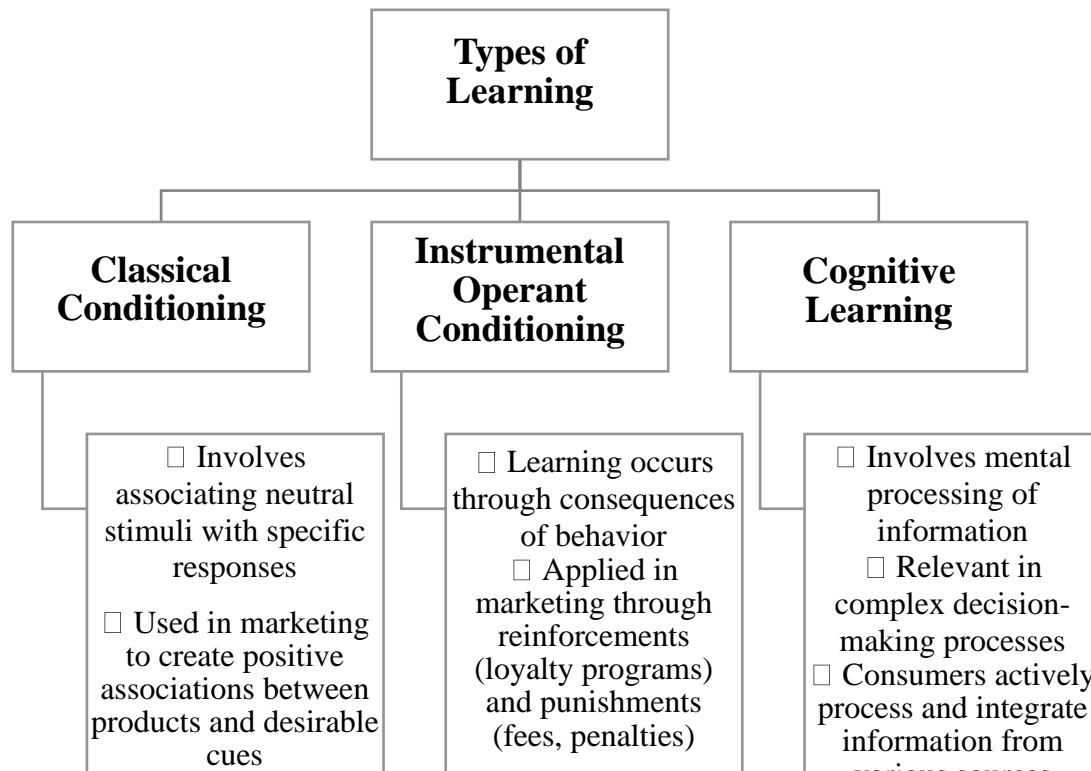 Types of
Learning
Classical
Conditioning
Instrumental
Operant
Conditioning
Cognitive
Learning
□ Involves
associating neutral
stimuli with specific
responses
□ Used in marketing
to create positive
associations between
products and desirable
cues
□ Learning occurs
through consequences
of behavior
□ Applied in
marketing through
reinforcements
(loyalty programs)
and punishments
(fees, penalties)
□ Involves mental
processing of
information
□ Relevant in
complex decision-
making processes
□ Consumers actively
process and integrate
information from
various sources